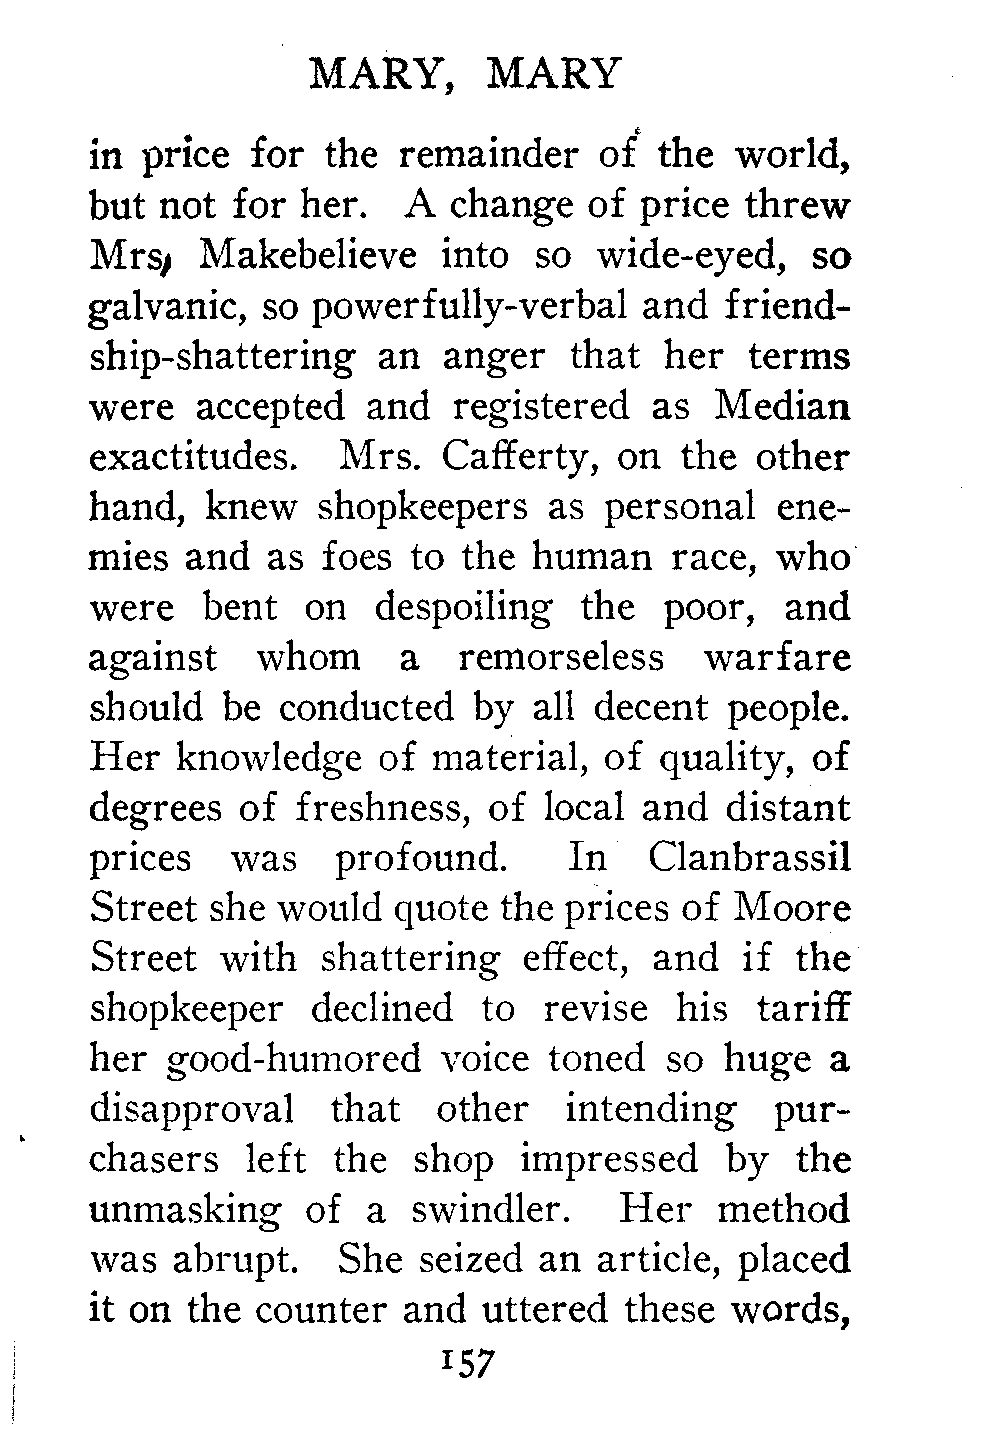 MARY, MARY
in price for the remainder of the world,
but not for her. A change of price threw
Mrs, Makebelieve into so wide-eyed, so
galvanic, so powerfully-verbal and friend-
ship-shattering an anger that her terms
were accepted and registered as Median
exactitudes. Mrs. Cafferty, on the other
hand, knew shopkeepers as personal ene-
mies and as foes to the human race, who
were bent on despoiling the poor, and
against whom a remorseless warfare
should be conducted by all decent people.
Her knowledge of material, of quality, of
degrees of freshness, of local and distant
prices was profound. In Clanbrassil
Street she would quote the prices of Moore
Street with shattering effect, and if the
shopkeeper declined to revise his tariff
her good-humored voice toned so huge a
disapproval that other intending pur-
chasers left the shop impressed by the
unmasking of a swindler. Her method
was abrupt. She seized an article, placed
it on the counter and uttered these words,
157